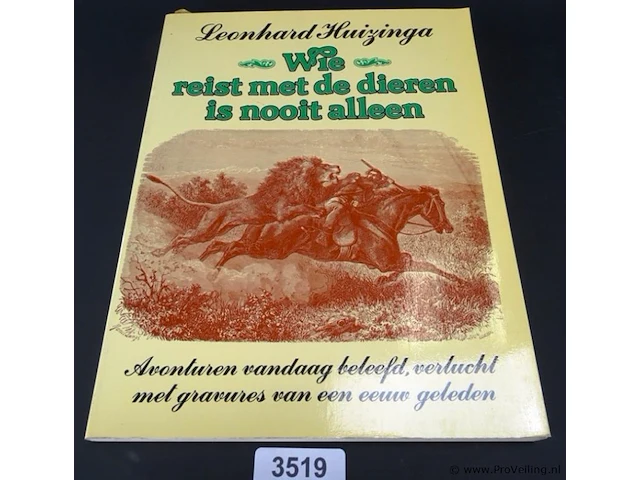 Leonhard Huizinga
Wie
reist met de dieren
is nooit alleen
Avonturen vandaag beleefd, verlucht
met gravures van een eeuw geleden
3519
© www.ProVeiling.nl